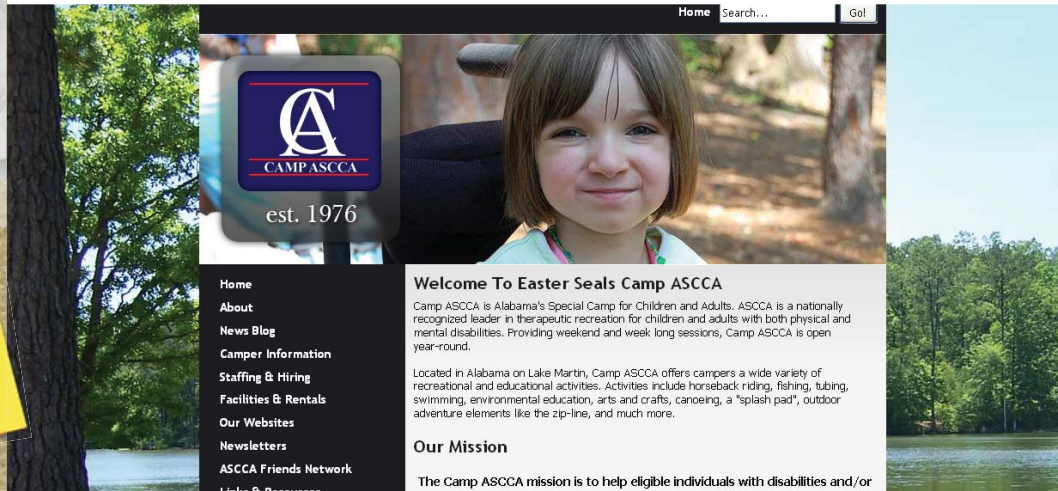 Home Search... Go!
CA
CAMP ASCCA
est. 1976
Home
About
News Blog
Camper Information
Staffing & Hiring
Facilities & Rentals
Our Websites
Newsletters
ASCCA Friends Network
Welcome To Easter Seals Camp ASCCA
Camp ASCCA is Alabama's Special Camp for Children and Adults. ASCCA is a nationally
recognized leader in therapeutic recreation for children and adults with both physical and
mental disabilities. Providing weekend and week long sessions, Camp ASCCA is open
year-round.
Located in Alabama on Lake Martin, Camp ASCCA offers campers a wide variety of
recreational and educational activities. Activities include horseback riding, fishing, tubing,
swimming, environmental education, arts and crafts, canoeing, a "splash pad", outdoor
adventure elements like the zip-line, and much more.
Our Mission
The Camp ASCCA mission is to help eligible individuals with disabilities and/or